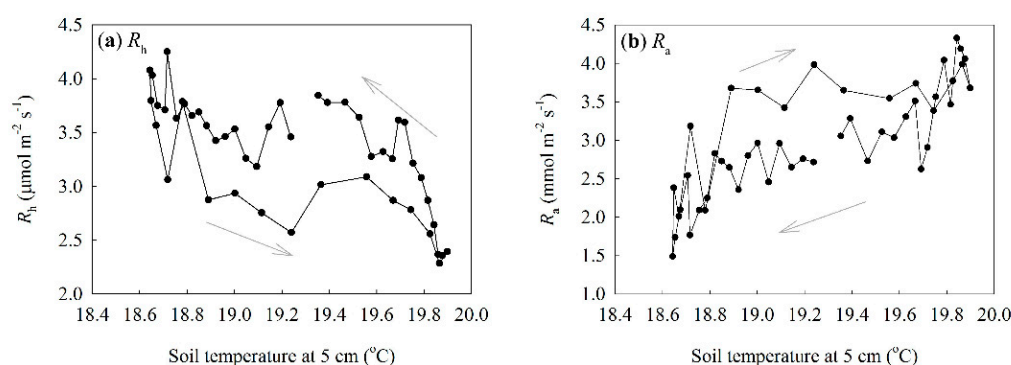 (a) Rh
Rh (µmol m-2 s-1)
4.5
4.0
3.5
3.0
2.5
2.0
18.4 18.6 18.8 19.0 19.2 19.4 19.6 19.8 20.0
Soil temperature at 5 cm (oC)
(b) Ra
Ra (mmol m-2 s-1)
4.5
4.0
3.5
3.0
2.5
2.0
1.5
1.0
18.4 18.6 18.8 19.0 19.2 19.4 19.6 19.8 20.0
Soil temperature at 5 cm (oC)